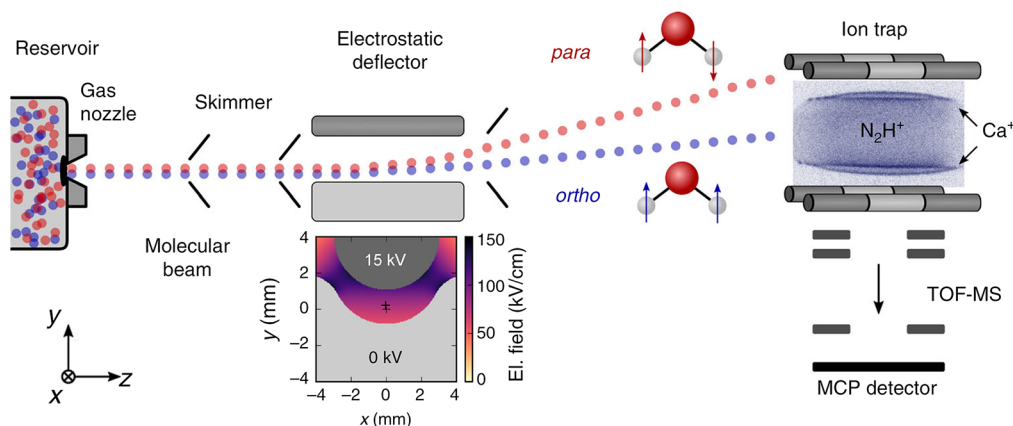 Reservoir
Gas
nozzle
Skimmer
Electrostatic
deflector
para
ortho
Ion trap
N₂H⁺
Ca⁺
Molecular
beam
15 kV
0 kV
y (mm)
4
2
0
−2
−4
−4 −2 0 2 4
x (mm)
150
100
50
0
El. field (kV/cm)
TOF-MS
MCP detector
y
x
z